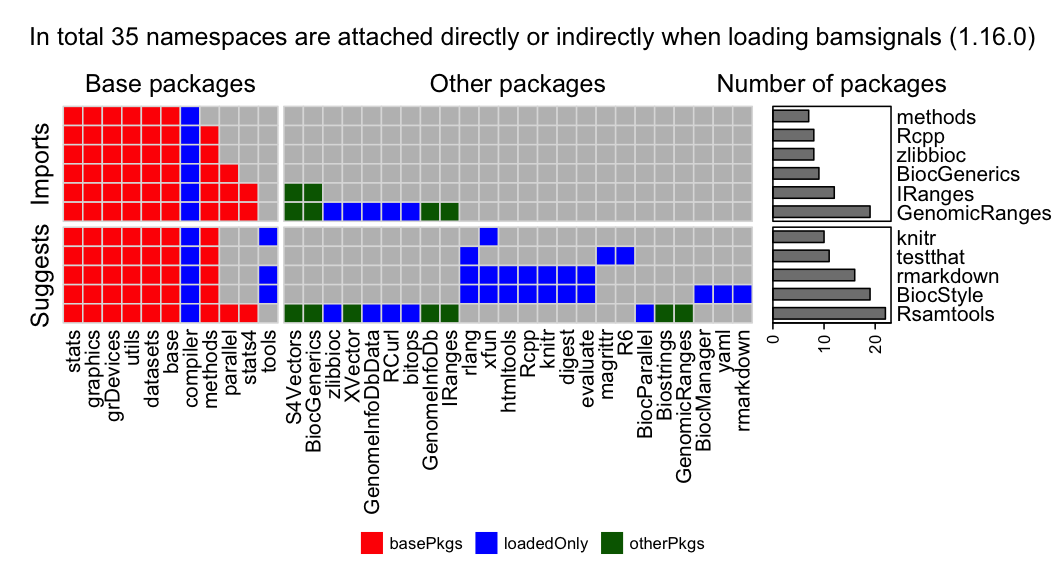 In total 35 namespaces are attached directly or indirectly when loading bamsignals (1.16.0)
Base packages
Other packages
Number of packages
Imports
methods
Rcpp
zlibbioc
BiocGenerics
IRanges
GenomicRanges
Suggests
knitr
testthat
rmarkdown
BiocStyle
Rsamtools
0
10
20
stats
graphics
grDevices
utils
datasets
base
compiler
methods
parallel
stats4
tools
S4Vectors
BiocGenerics
zlibbioc
XVector
GenomeInfoDbData
RCurl
bitops
GenomeInfoDb
IRanges
rlang
xfun
htmltools
Rcpp
knitr
digest
evaluate
magrittr
R6
BiocParallel
Biostrings
GenomicRanges
BiocManager
yaml
rmarkdown
basePkgs
loadedOnly
otherPkgs